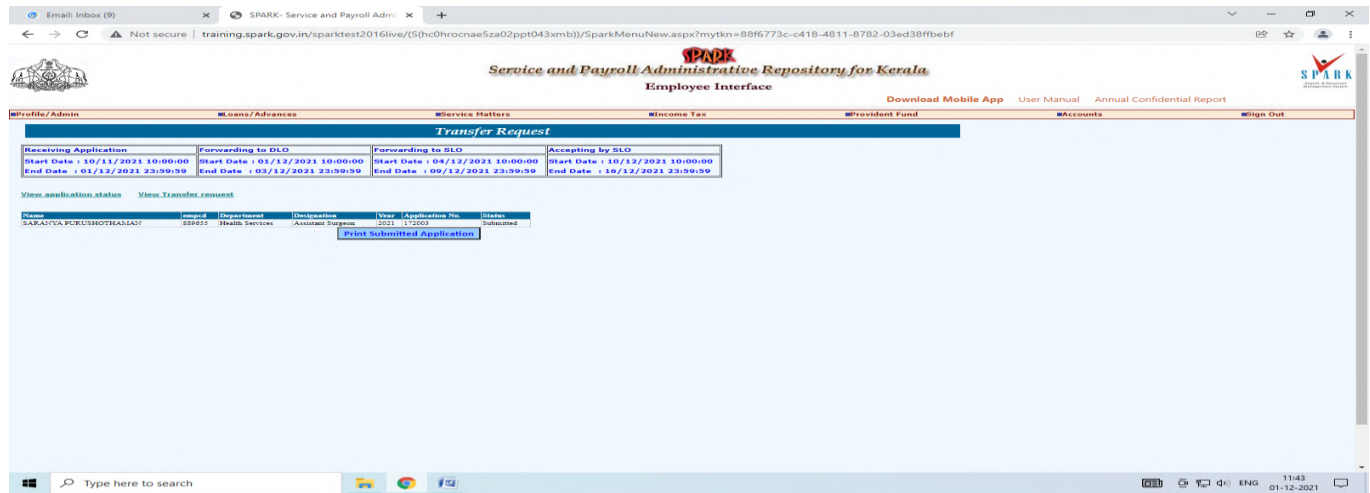 Email: Inbox (9)
SPARK- Service and Payroll Admi
Not secure | training.spark.gov.in/sparktest2016live/(S(hc0hrocnae5za02ppt043xmb))/SparkMenuNew.aspx?mytkn=88f6773c-c418-4811-8782-03ed38ffbebf
SPARK
Service and Payroll Administrative Repository for Kerala
Employee Interface
SPARK
Download Mobile App User Manual Annual Confidential Report
Profile/Admin Loans/Advances Service Matters Income Tax Provident Fund Accounts Sign Out
Transfer Request
Receiving Application Forwarding to DLO Forwarding to SLO Accepting by SLO
Start Date : 10/11/2021 10:00:00 Start Date : 01/12/2021 10:00:00 Start Date : 04/12/2021 10:00:00 Start Date : 10/12/2021 10:00:00
End Date : 01/12/2021 23:59:59 End Date : 03/12/2021 23:59:59 End Date : 09/12/2021 23:59:59 End Date : 16/12/2021 23:59:59
View application status View Transfer request
Name empcd Department Designation Year Application No. Status
SARANYA PURUSHOTHAMAN 889655 Health Services Assistant Surgeon 2021 172003 Submitted
Print Submitted Application
Type here to search
ENG
11:43
01-12-2021